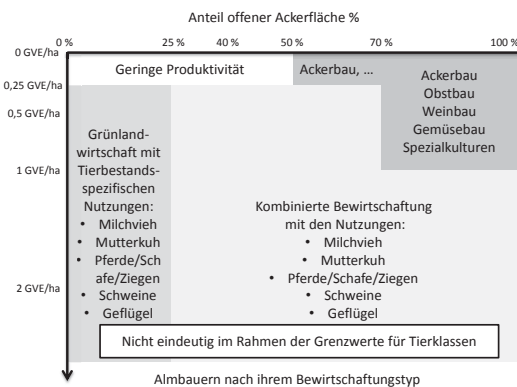 Anteil offener Ackerfläche %
0 % 25 % 40 % 50 % 70 % 100 %
0 GVE/ha
0,25 GVE/ha
0,5 GVE/ha
1 GVE/ha
2 GVE/ha
Geringe Produktivität
Ackerbau, ...
Ackerbau
Obstbau
Weinbau
Gemüsebau
Spezialkulturen
Grünland-
wirtschaft mit
Tierbestands-
spezifischen
Nutzungen:
• Milchvieh
• Mutterkuh
• Pferde/Sch
afe/Ziegen
• Schweine
• Geflügel
Kombinierte Bewirtschaftung
mit den Nutzungen:
• Milchvieh
• Mutterkuh
• Pferde/Schafe/Ziegen
• Schweine
• Geflügel
Nicht eindeutig im Rahmen der Grenzwerte für Tierklassen
Almbauern nach ihrem Bewirtschaftungstyp